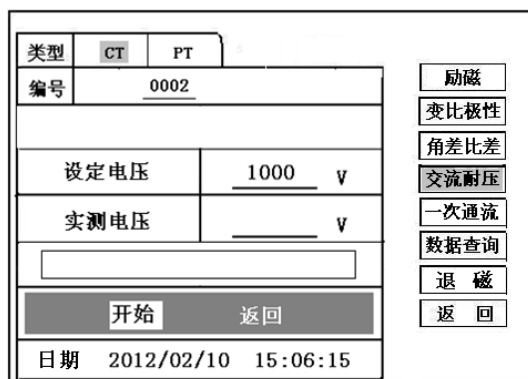 类型 CT PT
编号 0002
设定电压 1000 V
实测电压 V
开始 返回
日期 2012/02/10 15:06:15
励磁
变比极性
角差比差
交流耐压
一次通流
数据查询
退 磁
返 回